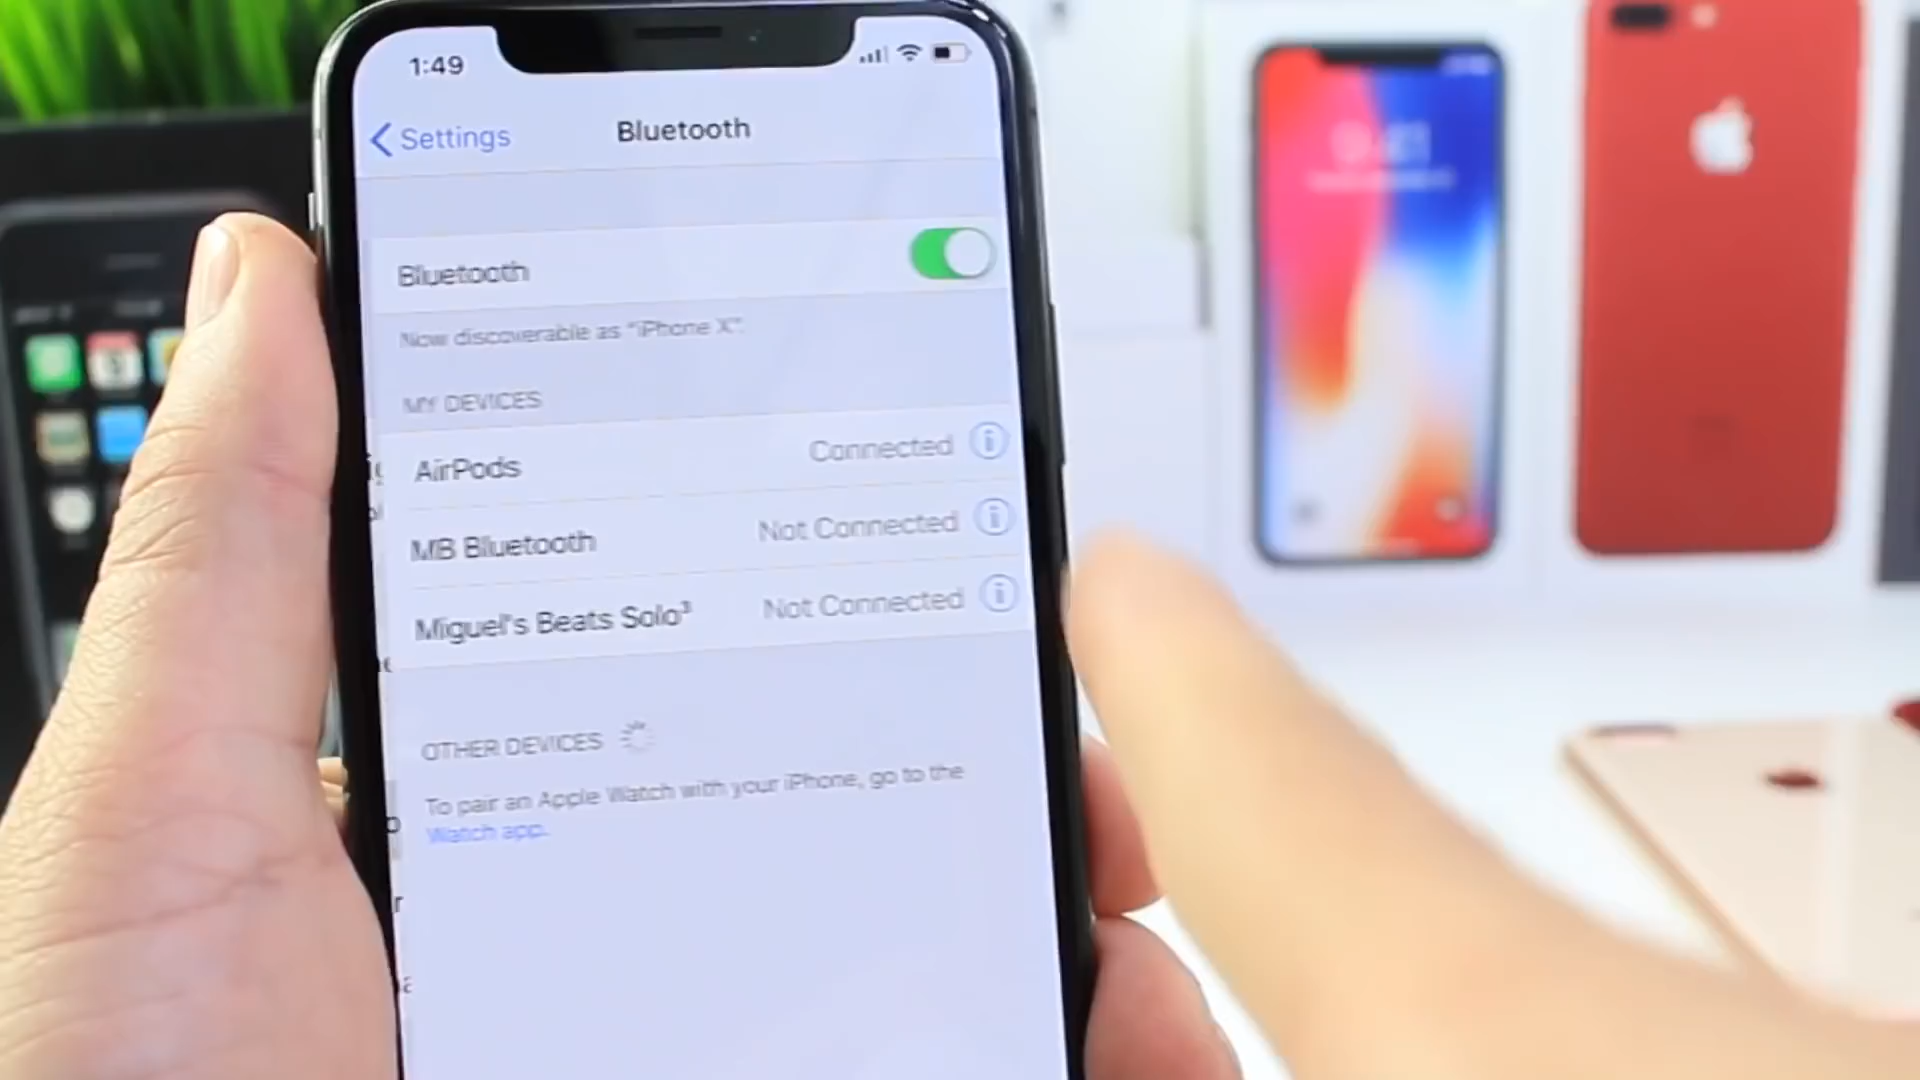 1:49
Settings
Bluetooth
Bluetooth
Now discoverable as "iPhone X".
MY DEVICES
AirPods Connected
MB Bluetooth Not Connected
Miguel's Beats Solo³ Not Connected
OTHER DEVICES
To pair an Apple Watch with your iPhone, go to the
Watch app.